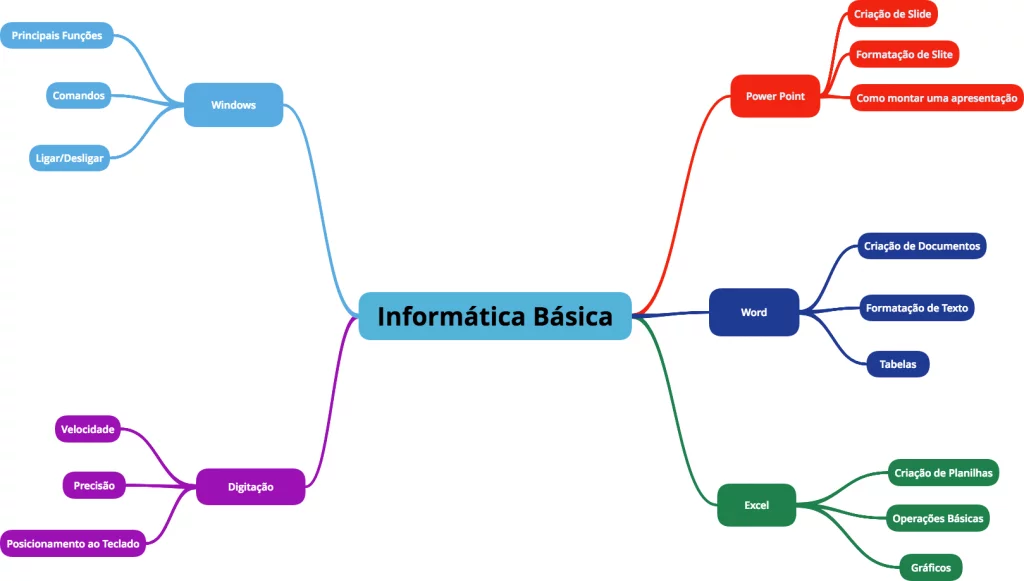 Informática Básica
Windows
Principais Funções
Comandos
Ligar/Desligar
Digitação
Velocidade
Precisão
Posicionamento ao Teclado
Power Point
Criação de Slide
Formatação de Slite
Como montar uma apresentação
Word
Criação de Documentos
Formatação de Texto
Tabelas
Excel
Criação de Planilhas
Operações Básicas
Gráficos